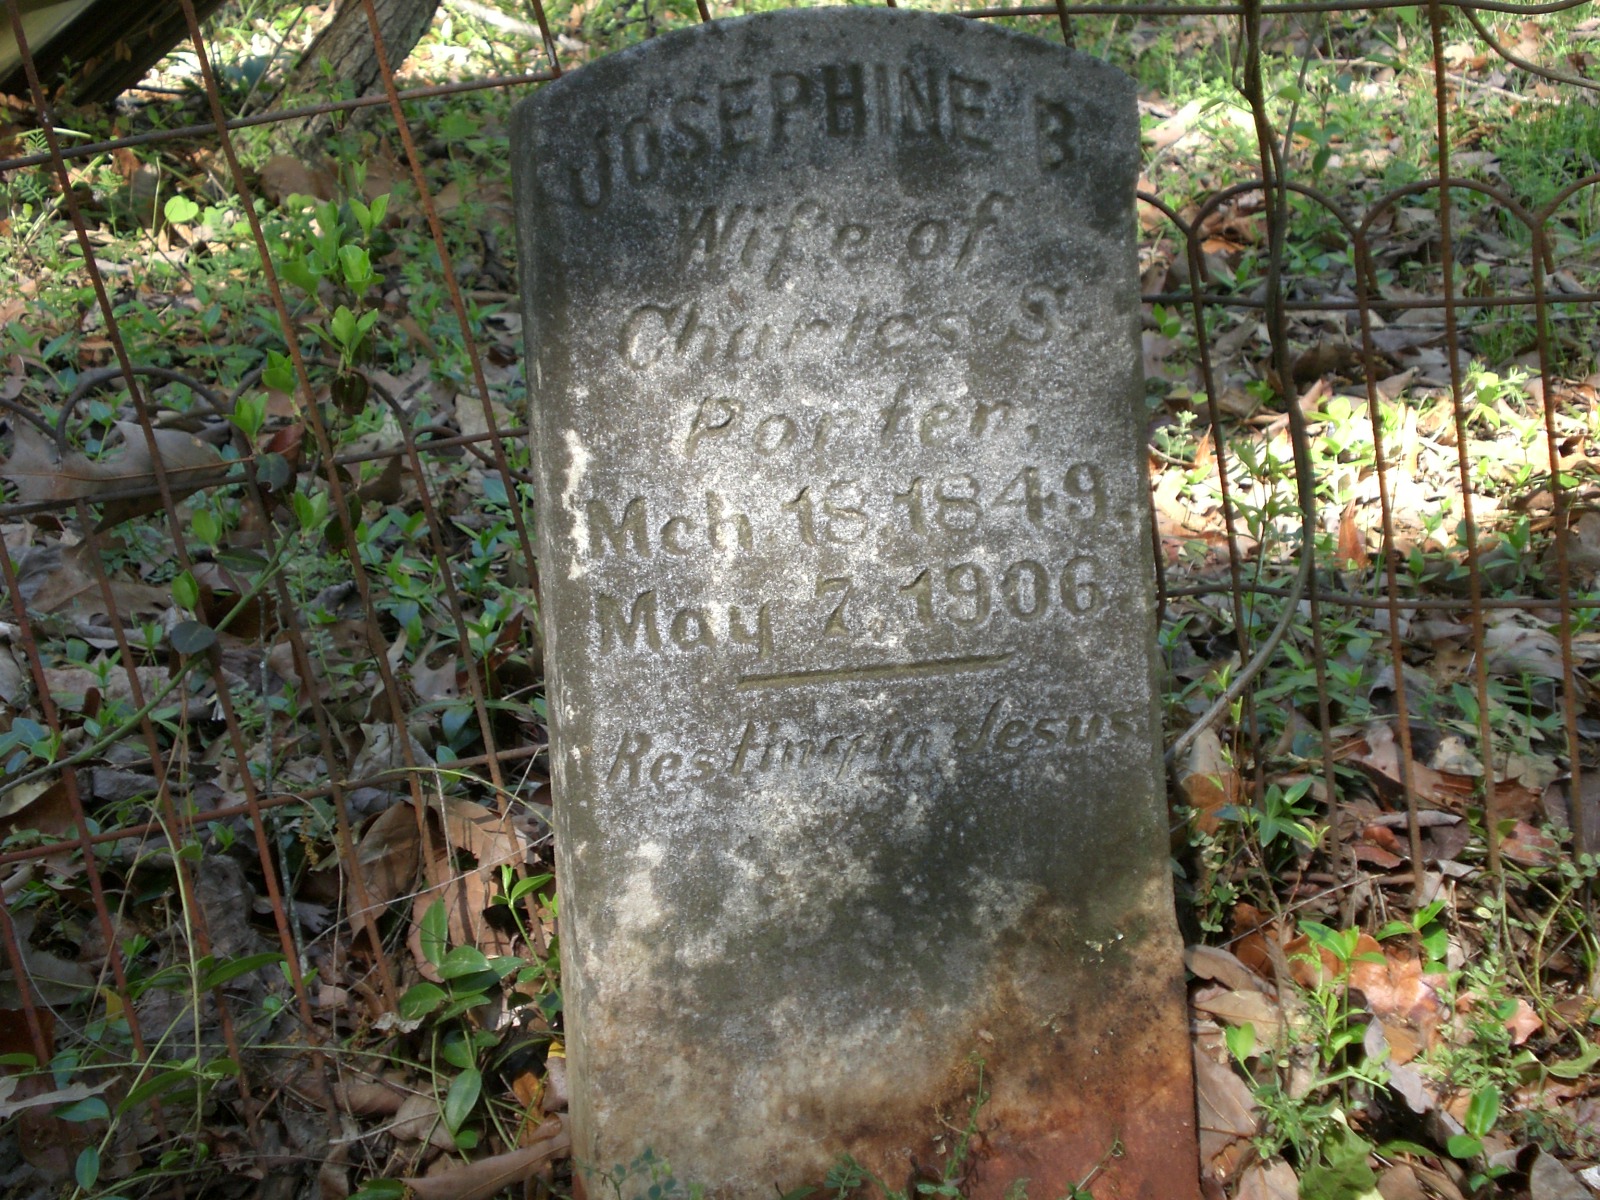 JOSEPHINE B
Wife of
Charles S.
Porter,
Mch 18, 1849.
May 7, 1906
Resting in Jesus